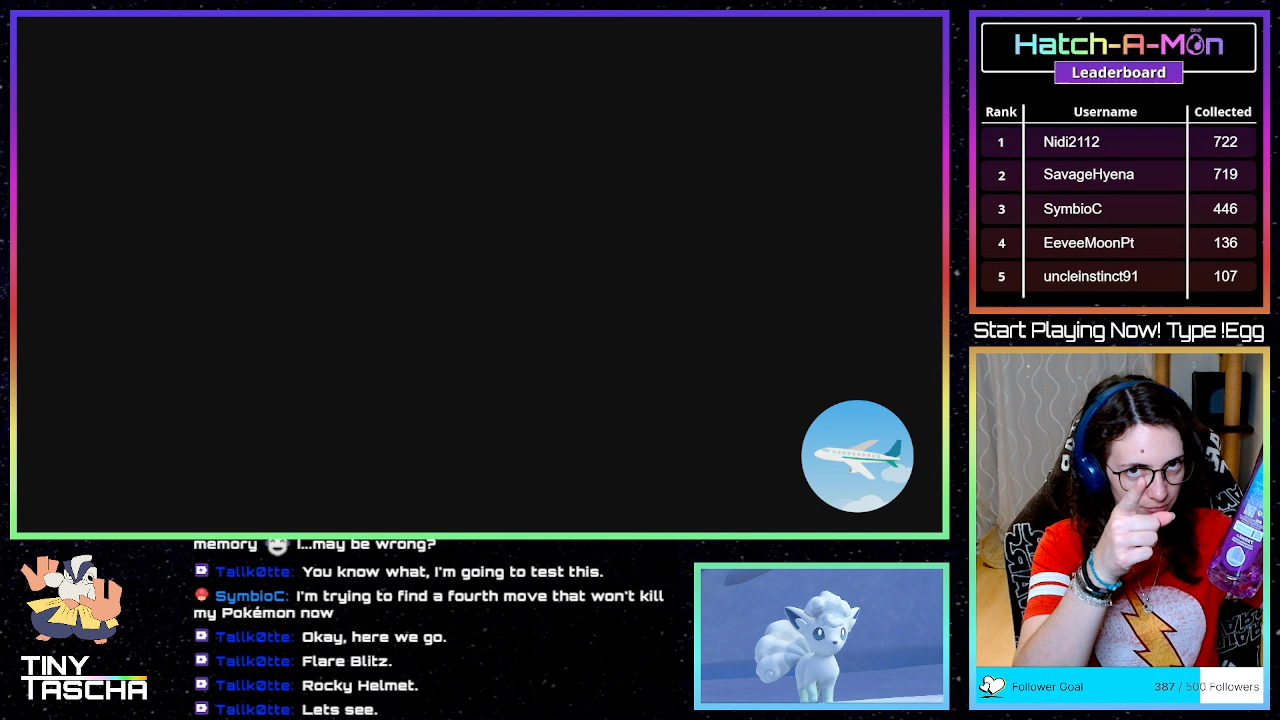 Hatch-A-Mon
Leaderboard
Rank Username Collected
1 Nidi2112 722
2 SavageHyena 719
3 SymbioC 446
4 EeveeMoonPt 136
5 uncleinstinct91 107
Start Playing Now! Type !Egg
memory I...may be wrong?
Tallk0tte: You know what, I'm going to test this.
SymbioC: I'm trying to find a fourth move that won't kill
my Pokémon now
Tallk0tte: Okay, here we go.
Tallk0tte: Flare Blitz.
Tallk0tte: Rocky Helmet.
Tallk0tte: Lets see.
TINY
TASCHA
Follower Goal 387 / 500 Followers